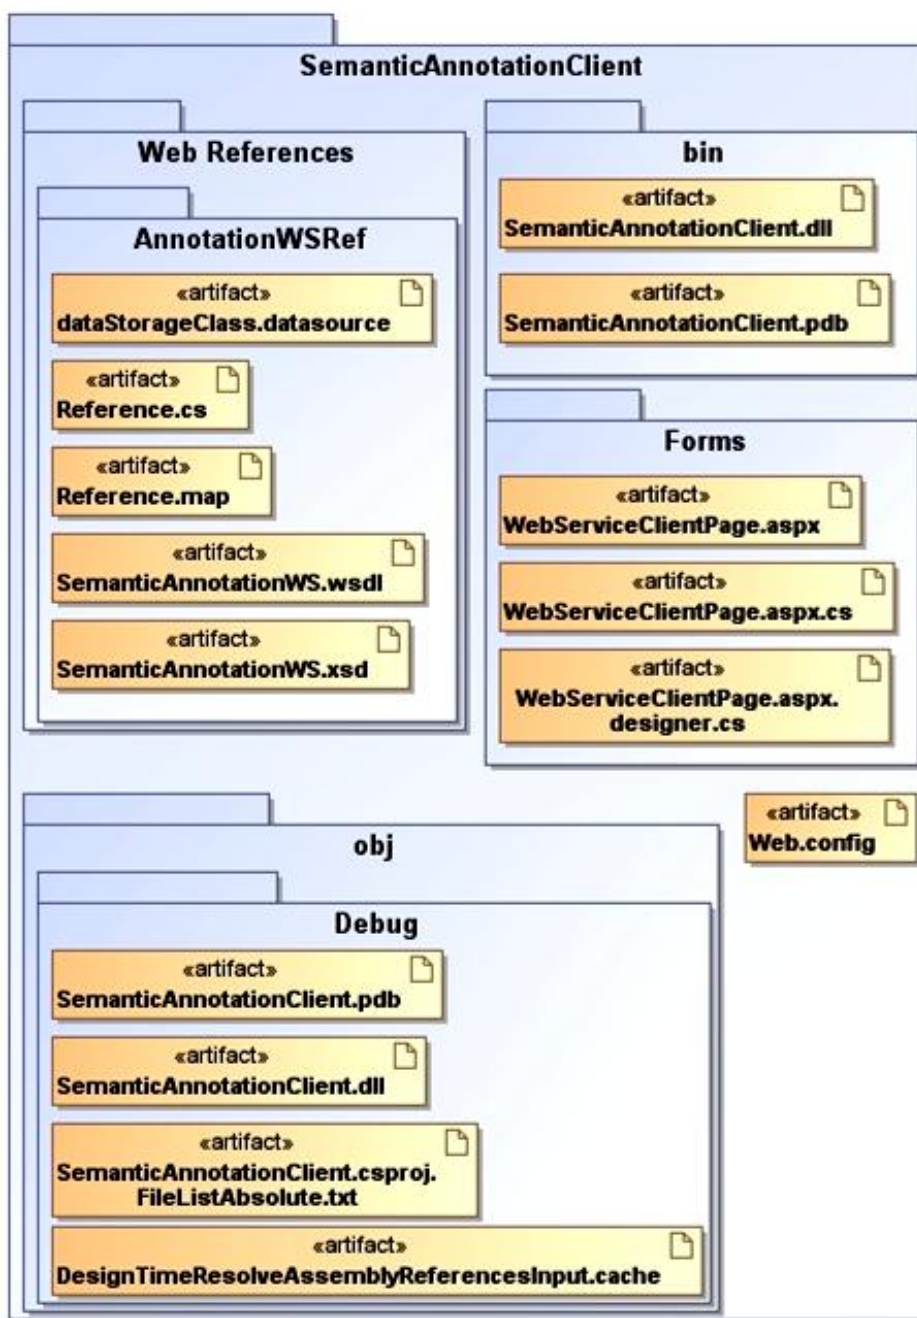 SemanticAnnotationClient
Web References
AnnotationWSRef
«artifact»
dataStorageClass.datasource
«artifact»
Reference.cs
«artifact»
Reference.map
«artifact»
SemanticAnnotationWS.wsdl
«artifact»
SemanticAnnotationWS.xsd
bin
«artifact»
SemanticAnnotationClient.dll
«artifact»
SemanticAnnotationClient.pdb
Forms
«artifact»
WebServiceClientPage.aspx
«artifact»
WebServiceClientPage.aspx.cs
«artifact»
WebServiceClientPage.aspx.
designer.cs
obj
Debug
«artifact»
SemanticAnnotationClient.pdb
«artifact»
SemanticAnnotationClient.dll
«artifact»
SemanticAnnotationClient.csproj.
FileListAbsolute.txt
«artifact»
DesignTimeResolveAssemblyReferencesInput.cache
«artifact»
Web.config